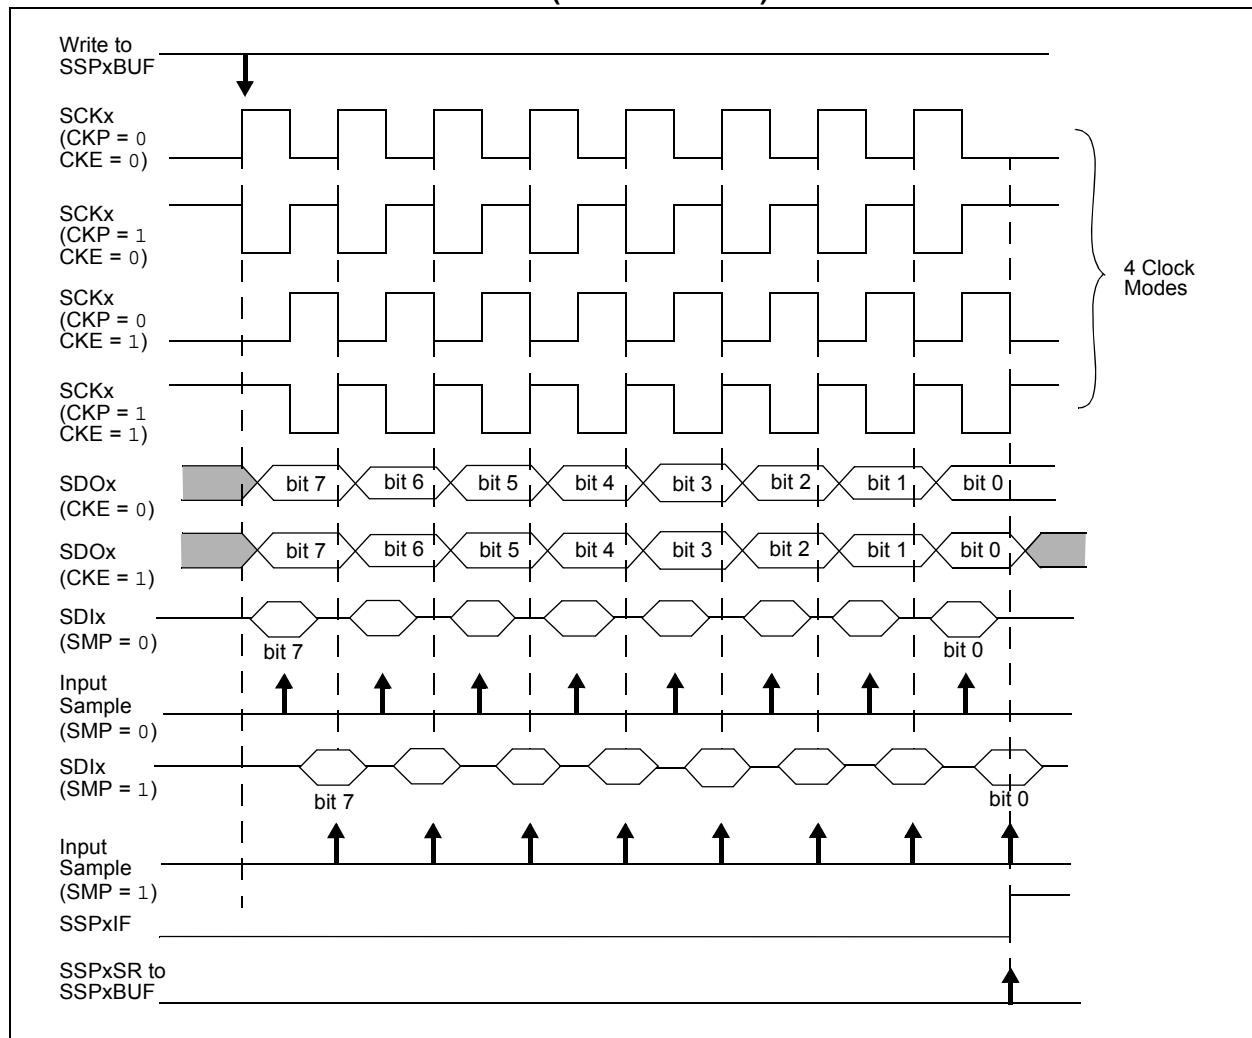 Write to
SSPxBUF
SCKx
(CKP = 0
CKE = 0)
SCKx
(CKP = 1
CKE = 0)
SCKx
(CKP = 0
CKE = 1)
4 Clock
Modes
SCKx
(CKP = 1
CKE = 1)
SDOx
(CKE = 0)
bit 7 bit 6 bit 5 bit 4 bit 3 bit 2 bit 1 bit 0
SDOx
(CKE = 1)
bit 7 bit 6 bit 5 bit 4 bit 3 bit 2 bit 1 bit 0
SDIx
(SMP = 0)
bit 7 bit 0
Input
Sample
(SMP = 0)
SDIx
(SMP = 1)
bit 7 bit 0
Input
Sample
(SMP = 1)
SSPxIF
SSPxSR to
SSPxBUF